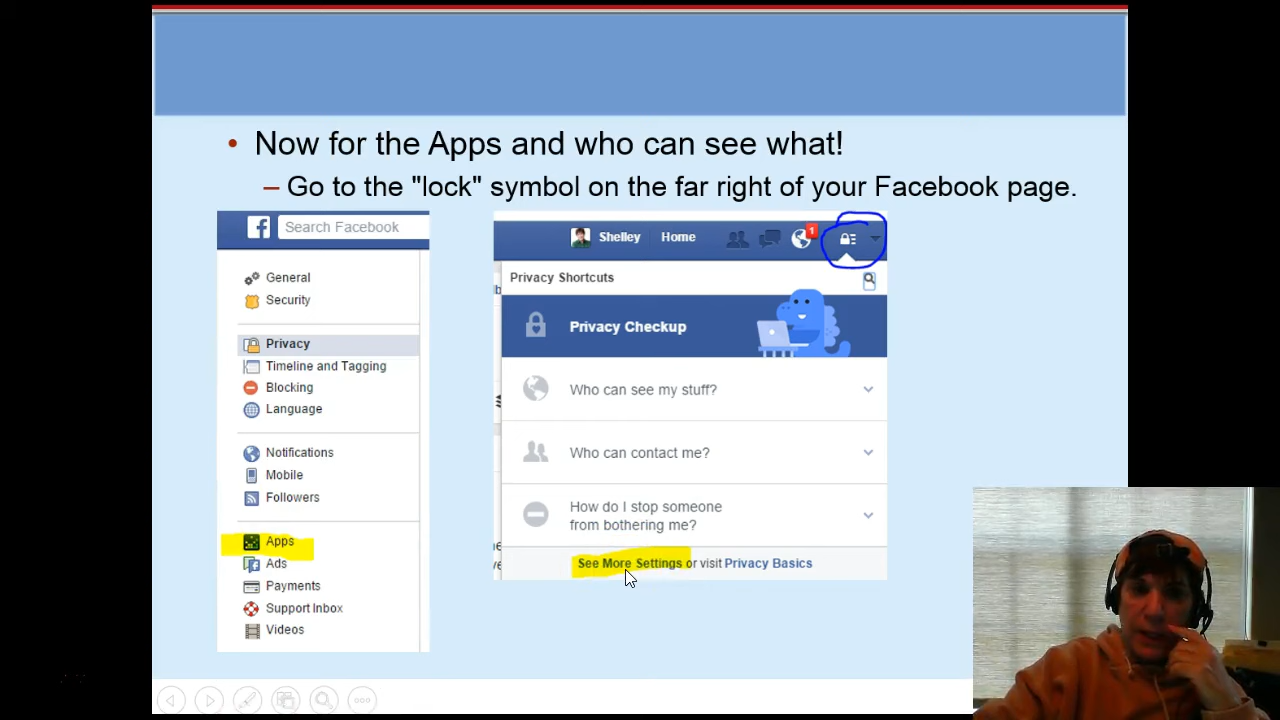 • Now for the Apps and who can see what!
– Go to the "lock" symbol on the far right of your Facebook page.
f Search Facebook
General
Security
Privacy
Timeline and Tagging
Blocking
Language
Notifications
Mobile
Followers
Apps
Ads
Payments
Support Inbox
Videos
Shelley Home 1
Privacy Shortcuts
Privacy Checkup
Who can see my stuff?
Who can contact me?
How do I stop someone
from bothering me?
See More Settings or visit Privacy Basics